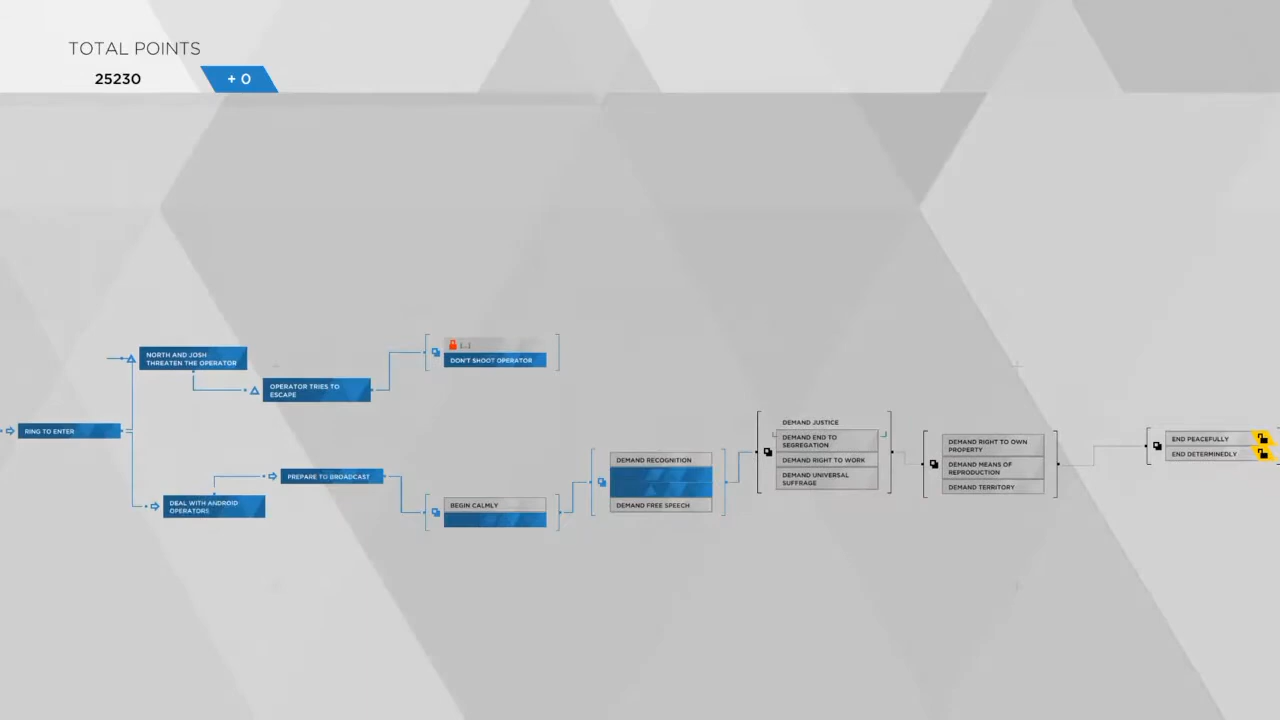 TOTAL POINTS
25230
+ 0
NORTH AND JOSH
THREATEN THE OPERATOR
[...]
DON'T SHOOT OPERATOR
OPERATOR TRIES TO
ESCAPE
RING TO ENTER
PREPARE TO BROADCAST
DEAL WITH ANDROID
OPERATORS
BEGIN CALMLY
DEMAND RECOGNITION
DEMAND FREE SPEECH
DEMAND JUSTICE
DEMAND END TO
SEGREGATION
DEMAND RIGHT TO WORK
DEMAND UNIVERSAL
SUFFRAGE
DEMAND RIGHT TO OWN
PROPERTY
DEMAND MEANS OF
REPRODUCTION
DEMAND TERRITORY
END PEACEFULLY
END DETERMINEDLY